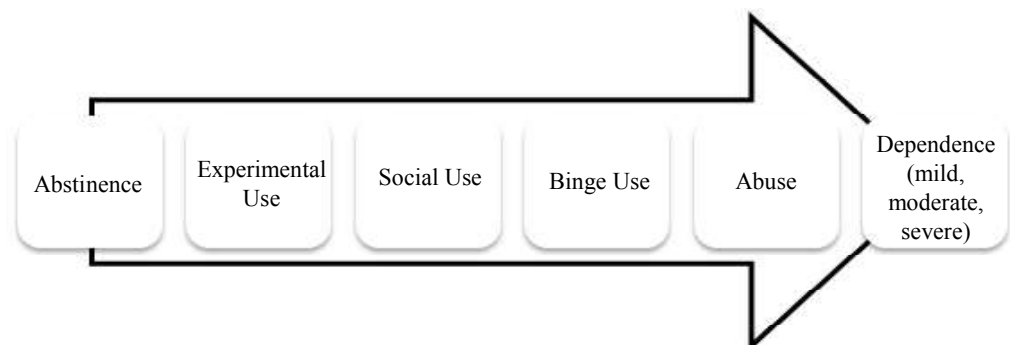 Abstinence
Experimental
Use
Social Use
Binge Use
Abuse
Dependence
(mild,
moderate,
severe)